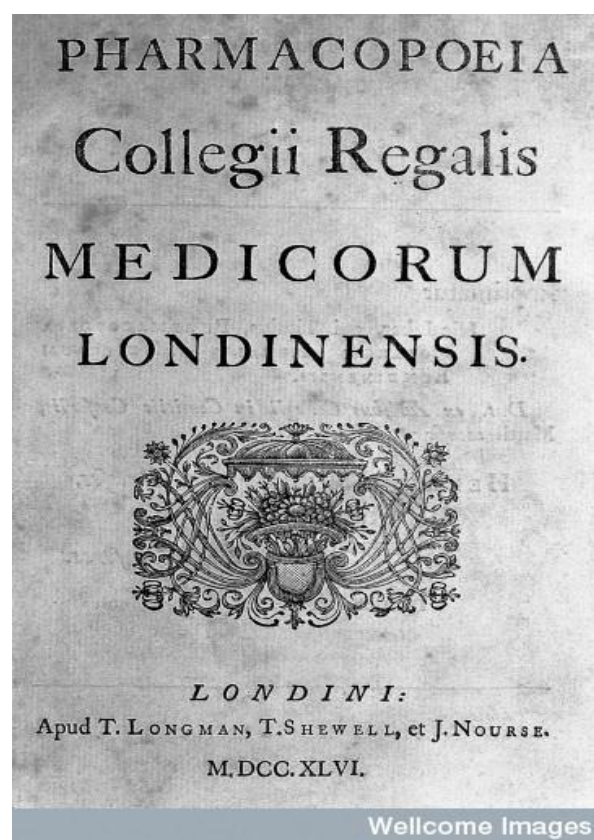 PHARMACOPOEIA
Collegii Regalis
MEDICORUM
LONDINENSIS.
LONDINI:
Apud T. LONGMAN, T.SHEWELL, et J. NOURSE.
M.DCC.XLVI.
Wellcome Images